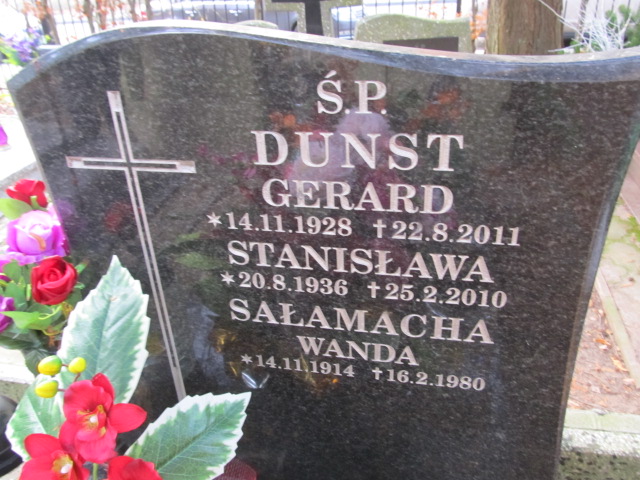 Ś.P.
DUNST
GERARD
✶14.11.1928 †22.8.2011
STANISŁAWA
✶20.8.1936 †25.2.2010
SAŁAMACHA
WANDA
✶14.11.1914 †16.2.1980